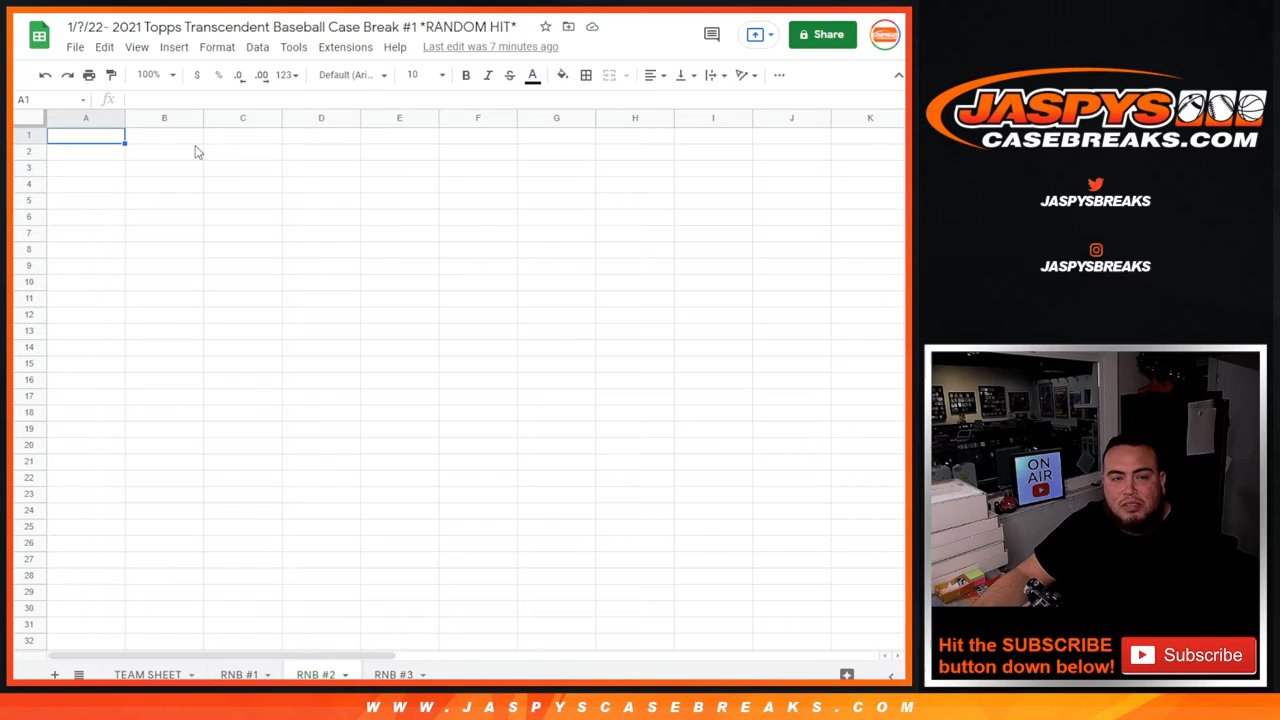 1/?/22- 2021 Topps Transcendent Baseball Case Break #1 *RANDOM HIT*
File Edit View Insert Format Data Tools Extensions Help Last edit was 7 minutes ago
Share
100% $ % .0 .00 123 Default (Ari... 10 B I S A
A1 fx
A B C D E F G H I J K
1
2
3
4
5
6
7
8
9
10
11
12
13
14
15
16
17
18
19
20
21
22
23
24
25
26
27
28
29
30
31
32
TEAM SHEET RNB #1 RNB #2 RNB #3
JASPYS
CASEBREAKS.COM
JASPYSBREAKS
JASPYSBREAKS
ON
AIR
Hit the SUBSCRIBE
button down below!
Subscribe
WWW.JASPYSCASEBREAKS.COM